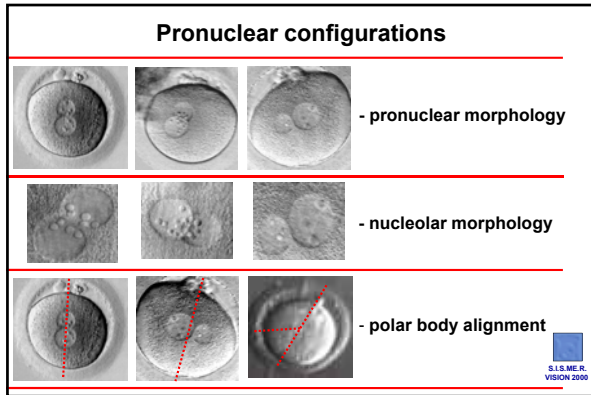 Pronuclear configurations
- pronuclear morphology
- nucleolar morphology
- polar body alignment
S.I.S.ME.R.
VISION 2000